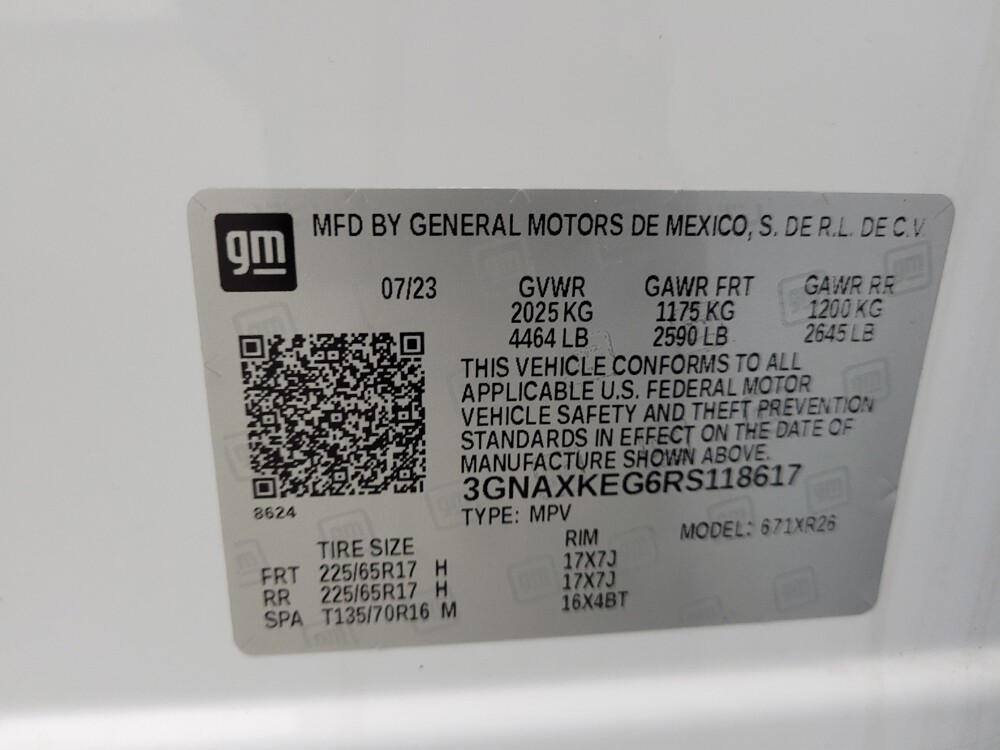 gm MFD BY GENERAL MOTORS DE MEXICO, S. DE R.L. DE C.V.
07/23 GVWR GAWR FRT GAWR RR
2025 KG 1175 KG 1200 KG
4464 LB 2590 LB 2645 LB
THIS VEHICLE CONFORMS TO ALL
APPLICABLE U.S. FEDERAL MOTOR
VEHICLE SAFETY AND THEFT PREVENTION
STANDARDS IN EFFECT ON THE DATE OF
MANUFACTURE SHOWN ABOVE.
3GNAXKEG6RS118617
8624
TYPE: MPV MODEL: 671XR26
TIRE SIZE RIM
FRT 225/65R17 H 17X7J
RR 225/65R17 H 17X7J
SPA T135/70R16 M 16X4BT